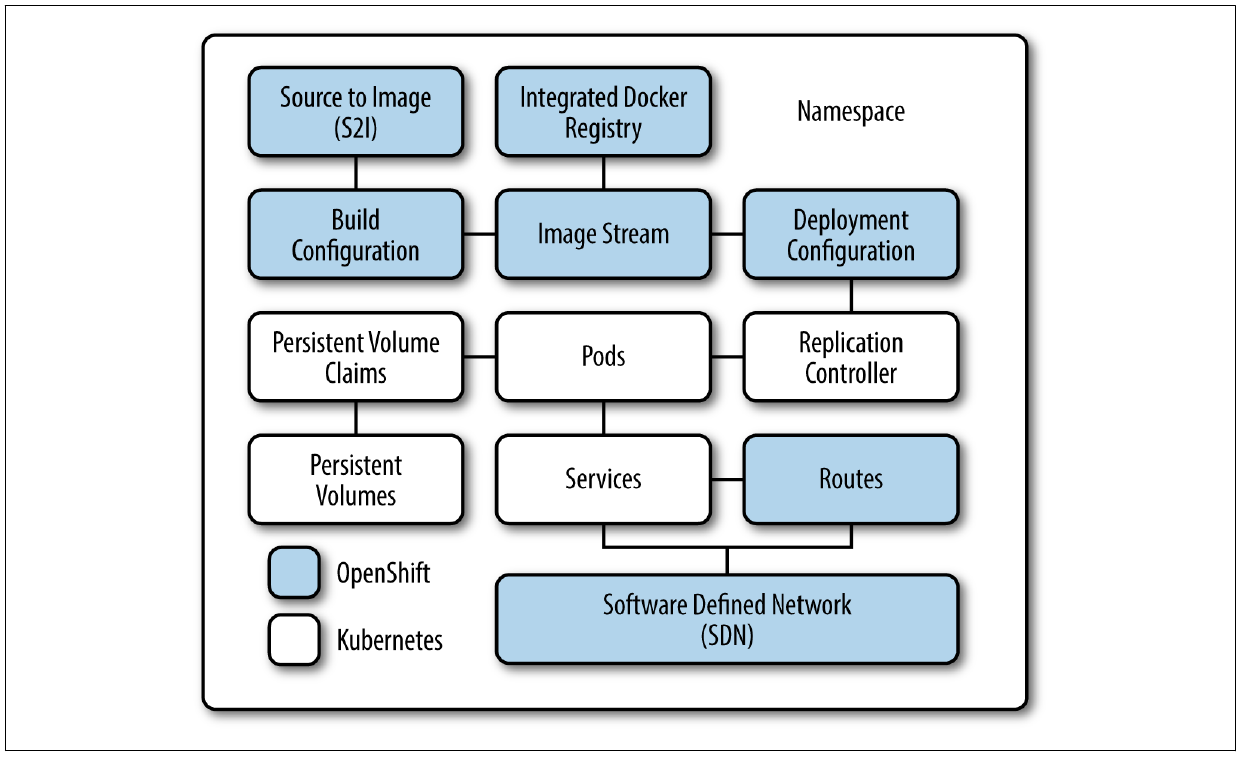 Source to Image
(S2I)
Integrated Docker
Registry
Namespace
Build
Configuration
Image Stream
Deployment
Configuration
Persistent Volume
Claims
Pods
Replication
Controller
Persistent
Volumes
Services
Routes
OpenShift
Kubernetes
Software Defined Network
(SDN)